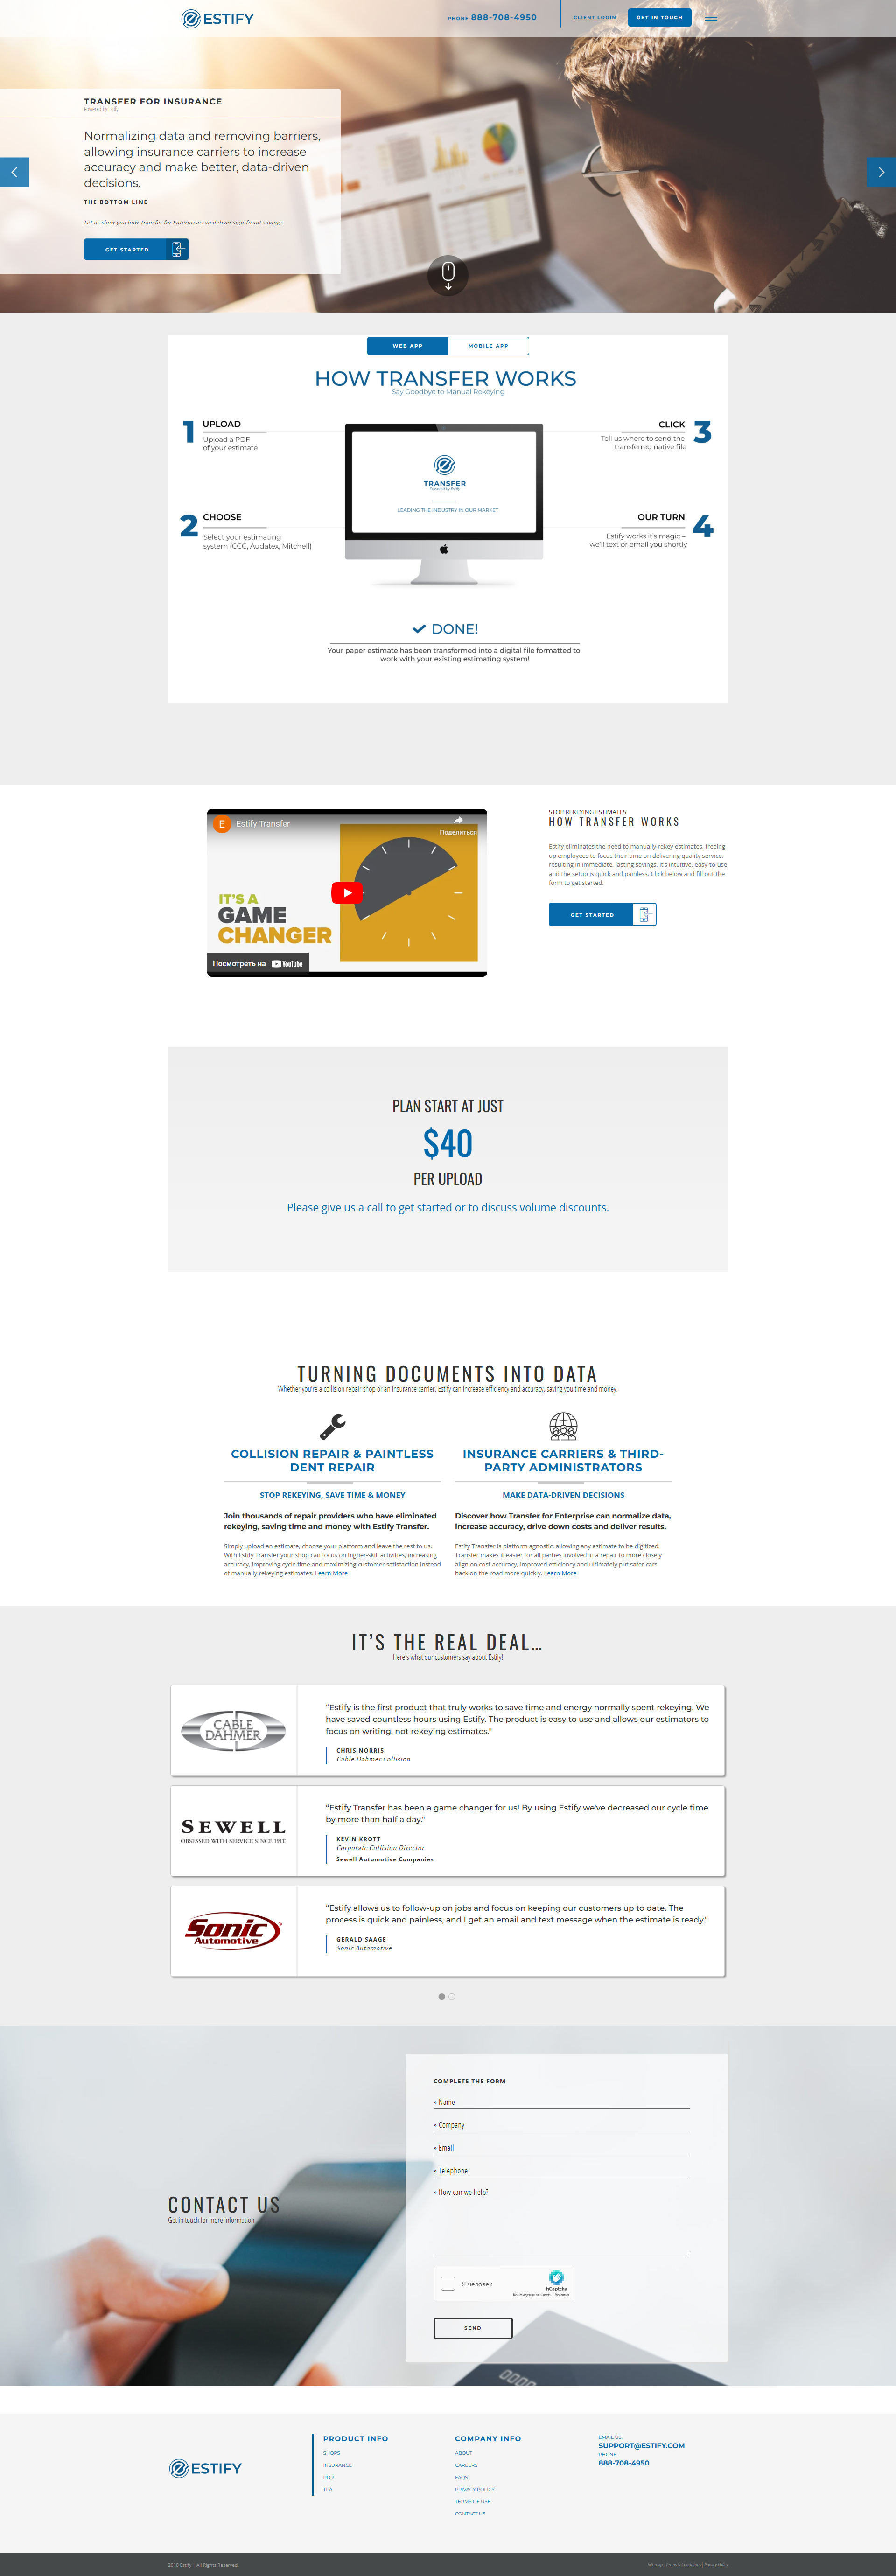 ESTIFY
PHONE 888-708-4950
CLIENT LOGIN
GET IN TOUCH
TRANSFER FOR INSURANCE
Powered by Estify
Normalizing data and removing barriers,
allowing insurance carriers to increase
accuracy and make better, data-driven
decisions.
THE BOTTOM LINE
Let us show you how Transfer for Enterprise can deliver significant savings
GET STARTED
WEB APP
MOBILE APP
HOW TRANSFER WORKS
Say Goodbye to Manual Rekeying
1 UPLOAD
Upload a PDF
of your estimate
2 CHOOSE
Select your estimating
system (CCC, Audatex, Mitchell)
TRANSFER
Powered by Estify
LEADING THE INDUSTRY IN OUR MARKET
CLICK 3
Tell us where to send the
transferred native file
OUR TURN 4
Estify works it's magic –
we'll text or email you shortly
DONE!
Your paper estimate has been transformed into a digital file formatted to
work with your existing estimating system!
E Estify Transfer
Поделиться
IT'S A
GAME
CHANGER
Посмотреть на YouTube
STOP REKEYING ESTIMATES
HOW TRANSFER WORKS
Estify eliminates the need to manually rekey estimates, freeing
up employees to focus their time on delivering quality service,
resulting in immediate, lasting savings. It's intuitive, easy-to-use
and the setup is quick and painless. Click below and fill out the
form to get started.
GET STARTED
PLAN START AT JUST
$40
PER UPLOAD
Please give us a call to get started or to discuss volume discounts.
TURNING DOCUMENTS INTO DATA
Whether you're a collision repair shop or an insurance carrier, Estify can increase efficiency and accuracy, saving you time and money.
COLLISION REPAIR & PAINTLESS
DENT REPAIR
STOP REKEYING, SAVE TIME & MONEY
Join thousands of repair providers who have eliminated
rekeying, saving time and money with Estify Transfer.
Simply upload an estimate, choose your platform and leave the rest to us.
With Estify Transfer your shop can focus on higher-skill activities, increasing
accuracy, improving cycle time and maximizing customer satisfaction instead
of manually rekeying estimates. Learn More
INSURANCE CARRIERS & THIRD-
PARTY ADMINISTRATORS
MAKE DATA-DRIVEN DECISIONS
Discover how Transfer for Enterprise can normalize data,
increase accuracy, drive down costs and deliver results.
Estify Transfer is platform agnostic, allowing any estimate to be digitized.
Transfer makes it easier for all parties involved in a repair to more closely
align on cost accuracy, improved efficiency and ultimately put safer cars
back on the road more quickly. Learn More
IT'S THE REAL DEAL...
Here's what our customers say about Estify!
CABLE
DAHMER
"Estify is the first product that truly works to save time and energy normally spent rekeying. We
have saved countless hours using Estify. The product is easy to use and allows our estimators to
focus on writing, not rekeying estimates."
CHRIS NORRIS
Cable Dahmer Collision
SEWELL
OBSESSED WITH SERVICE SINCE 1911
"Estify Transfer has been a game changer for us! By using Estify we've decreased our cycle time
by more than half a day."
KEVIN KROTT
Corporate Collision Director
Sewell Automotive Companies
Sonic
Automotive
"Estify allows us to follow-up on jobs and focus on keeping our customers up to date. The
process is quick and painless, and I get an email and text message when the estimate is ready."
GERALD SAAGE
Sonic Automotive
CONTACT US
Get in touch for more information
COMPLETE THE FORM
» Name
» Company
» Email
» Telephone
» How can we help?
Я человек
hCaptcha
Конфиденциальность - Условия
SEND
ESTIFY
PRODUCT INFO
SHOPS
INSURANCE
PDR
TPA
COMPANY INFO
ABOUT
CAREERS
FAQS
PRIVACY POLICY
TERMS OF USE
CONTACT US
EMAIL US:
SUPPORT@ESTIFY.COM
PHONE:
888-708-4950
2018 Estify | All Rights Reserved.
Sitemap | Terms & Conditions | Privacy Policy